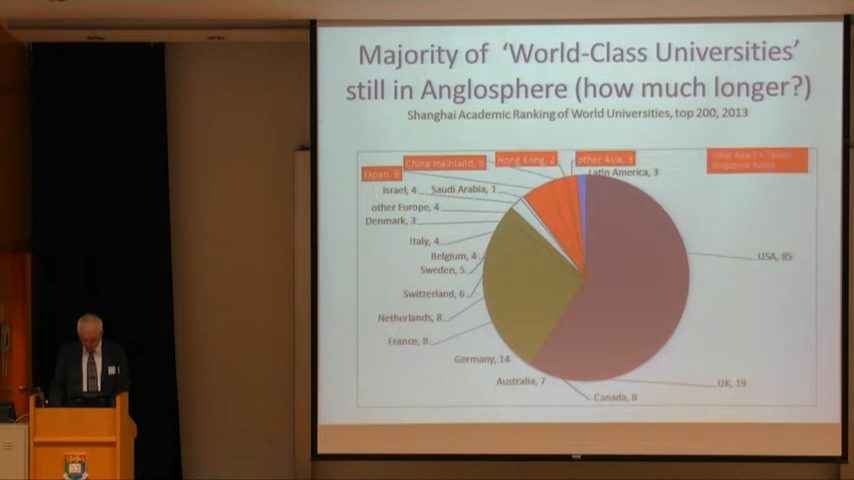 Majority of 'World-Class Universities'
still in Anglosphere (how much longer?)
Shanghai Academic Ranking of World Universities, top 200, 2013
China mainland, 5
Hong Kong, 2
other Asia, 3
Japan, 9
Latin America, 3
Israel, 4
Saudi Arabia, 1
other Europe, 4
Denmark, 3
Italy, 4
Belgium, 4
Sweden, 5
Switzerland, 6
Netherlands, 8
France, 8
Germany, 14
Australia, 7
Canada, 8
UK, 19
USA, 85